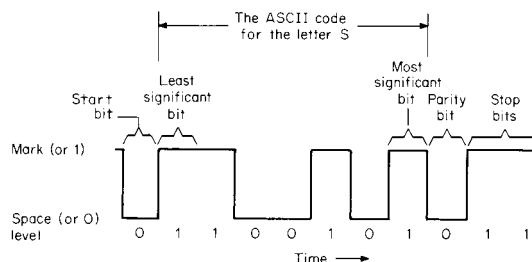 The ASCII code
for the letter S
Start
bit
Least
significant
bit
Most
significant
bit
Parity
bit
Stop
bits
Mark (or 1)
Space (or 0)
level
0 1 1 0 0 1 0 1 0 1 1
Time